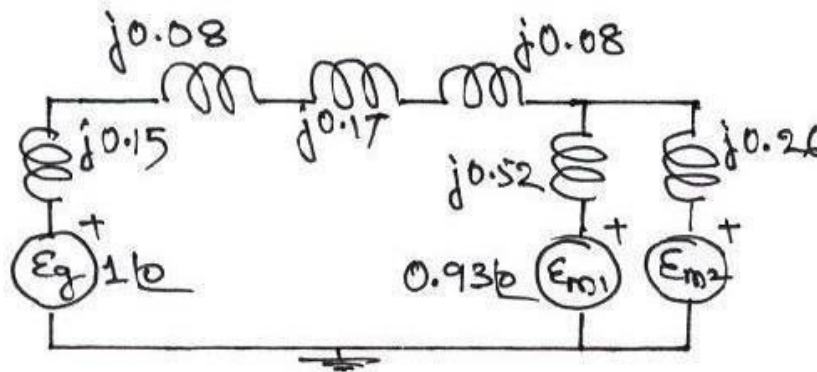 j0.08 j0.08
j0.15 j0.17 j0.52 j0.26
+ + +
Eg 1∠0 0.93∠0 Em1 Em2